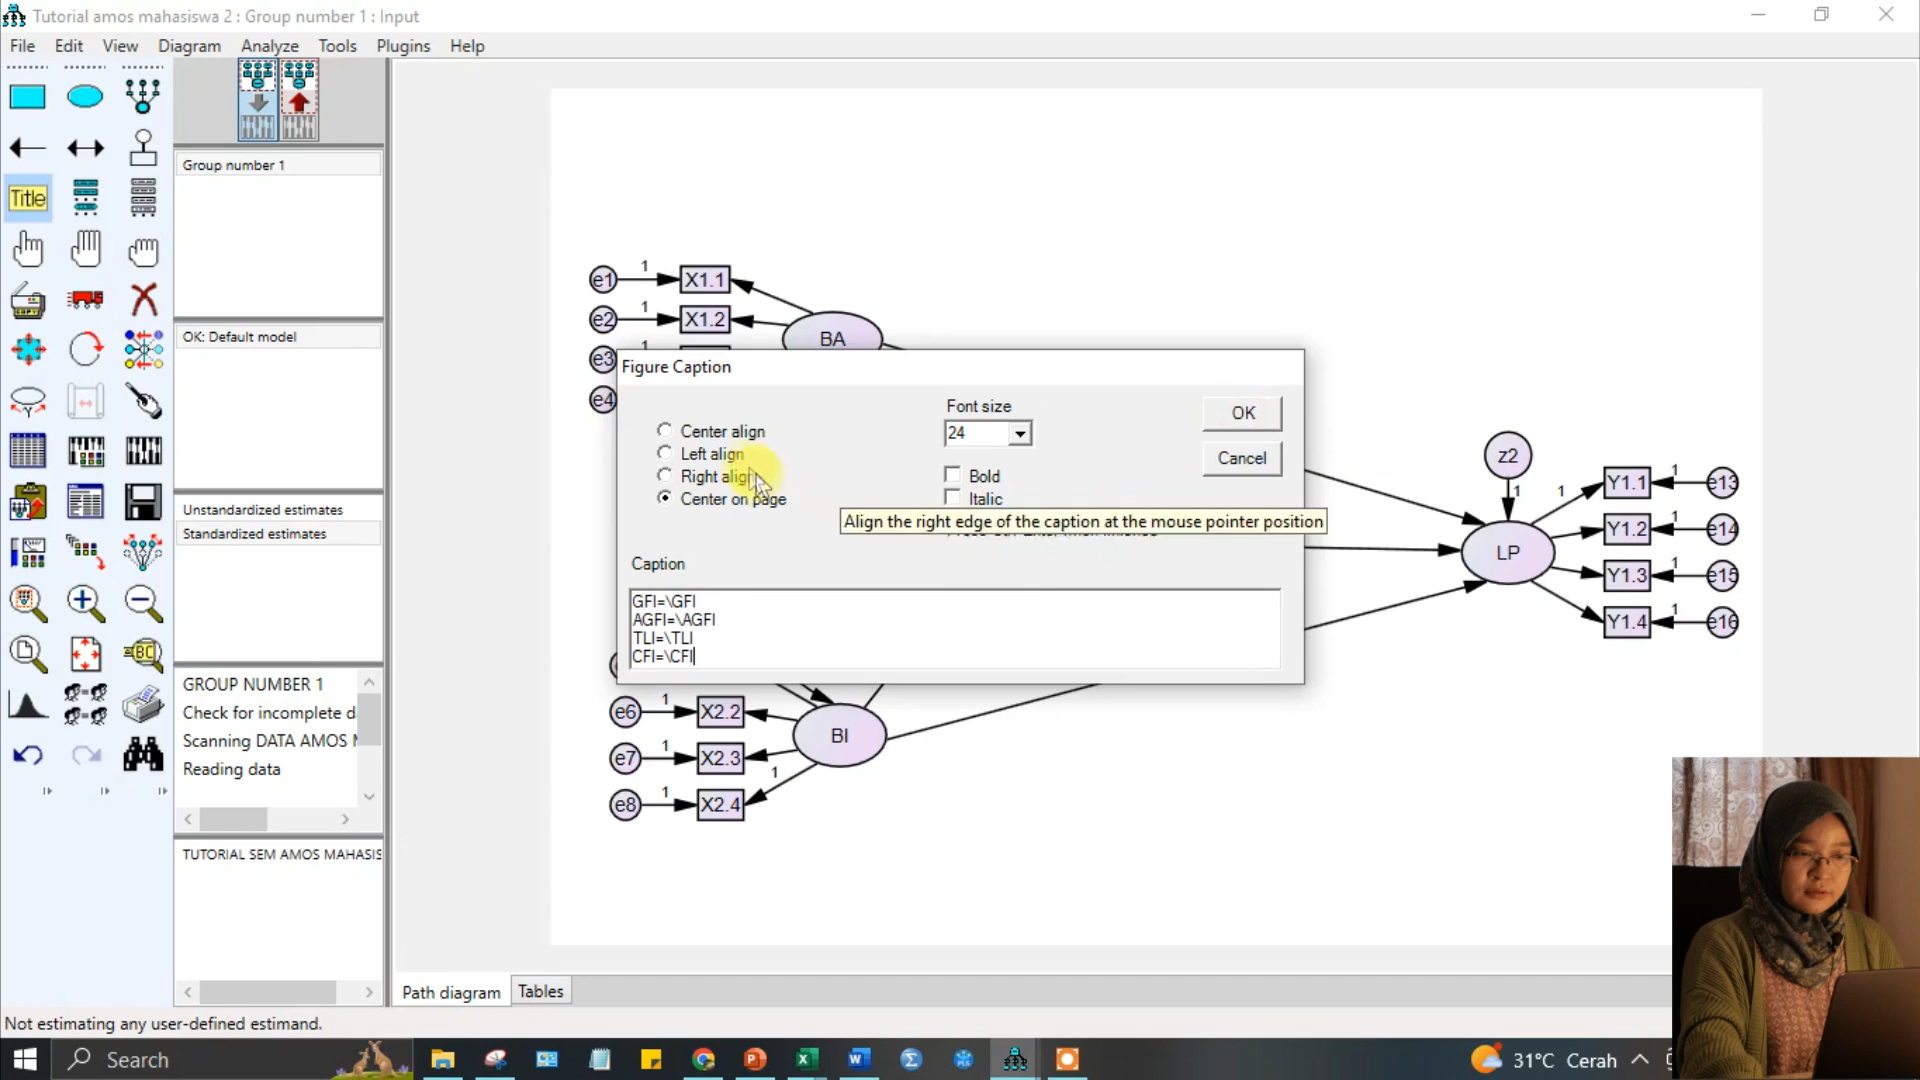 Tutorial amos mahasiswa 2 : Group number 1 : Input
File Edit View Diagram Analyze Tools Plugins Help
Title
Group number 1
OK: Default model
Unstandardized estimates
Standardized estimates
GROUP NUMBER 1
Check for incomplete d
Scanning DATA AMOS
Reading data
TUTORIAL SEM AMOS MAHASIS
e1 1 X1.1
e2 1 X1.2
BA
e3 1
e4
Figure Caption
Center align
Left align
Right align
Center on page
Font size
24
Bold
Italic
OK
Cancel
Align the right edge of the caption at the mouse pointer position
Caption
GFI=\GFI
AGFI=\AGFI
TLI=\TLI
CFI=\CFI
z2
1
1 Y1.1 1 e13
Y1.2 1 e14
LP
Y1.3 1 e15
Y1.4 1 e16
e6 1 X2.2
BI
e7 1 X2.3
1
e8 1 X2.4
Path diagram Tables
Not estimating any user-defined estimand.
Search
31°C Cerah